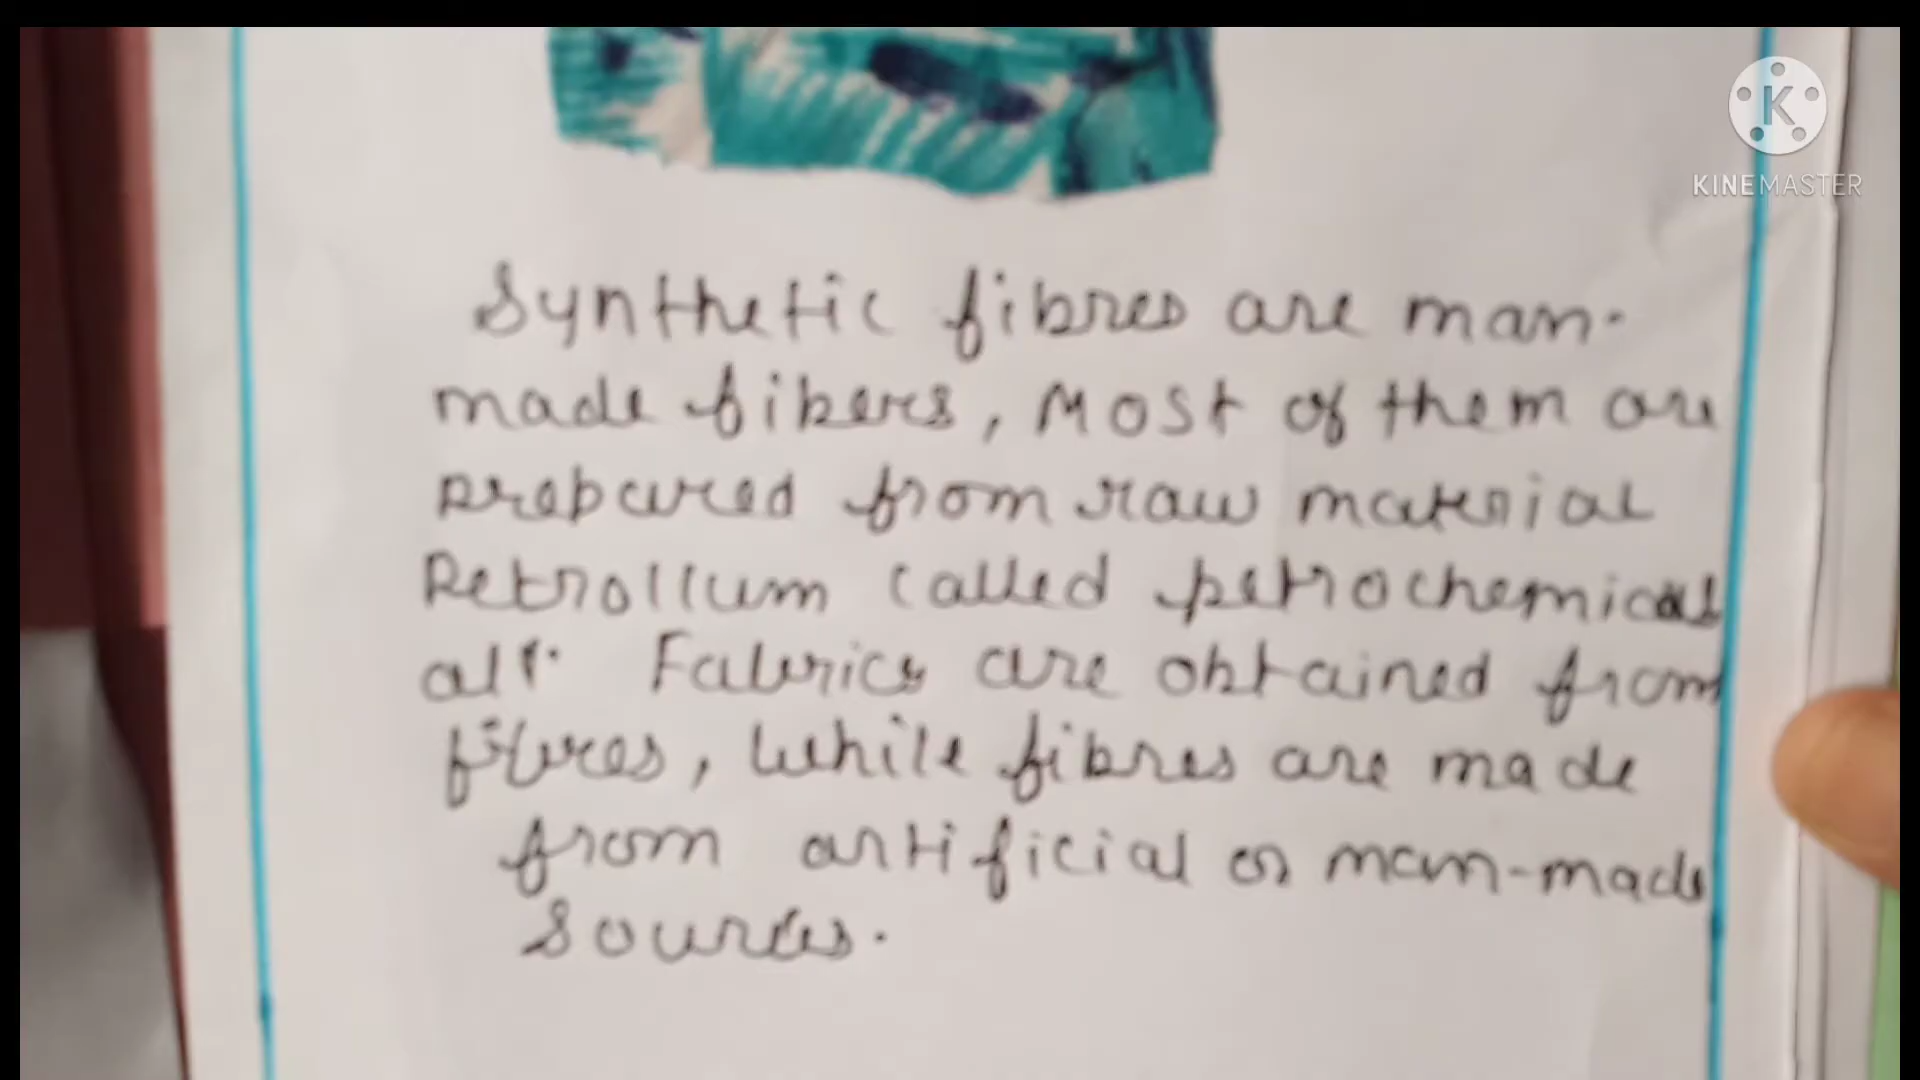 KINEMASTER
Synthetic fibres are man-
made fibers, Most of them are
prepared from raw material
Petrollum called petrochemicals
all. Fabrics are obtained from
fibres, While fibres are made
from artificial or man-made
Sources.